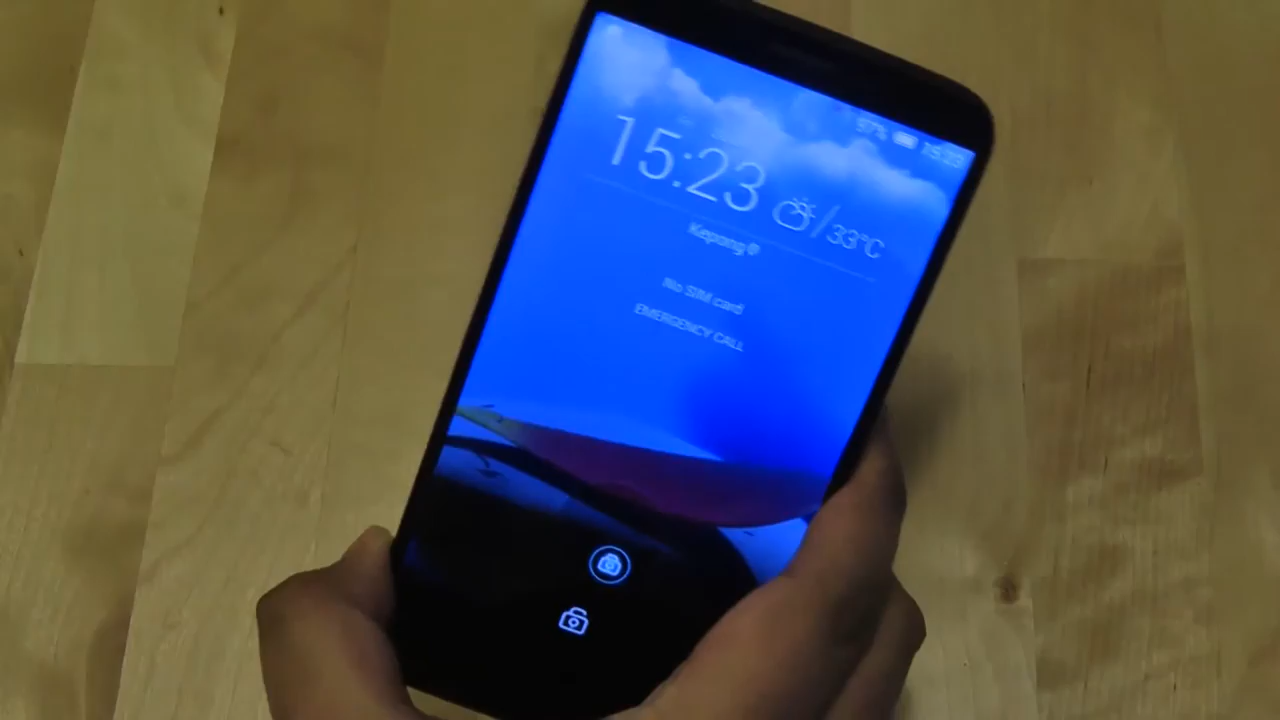 97% 15:23
15:23 /33°C
Kepong
No SIM card
EMERGENCY CALL